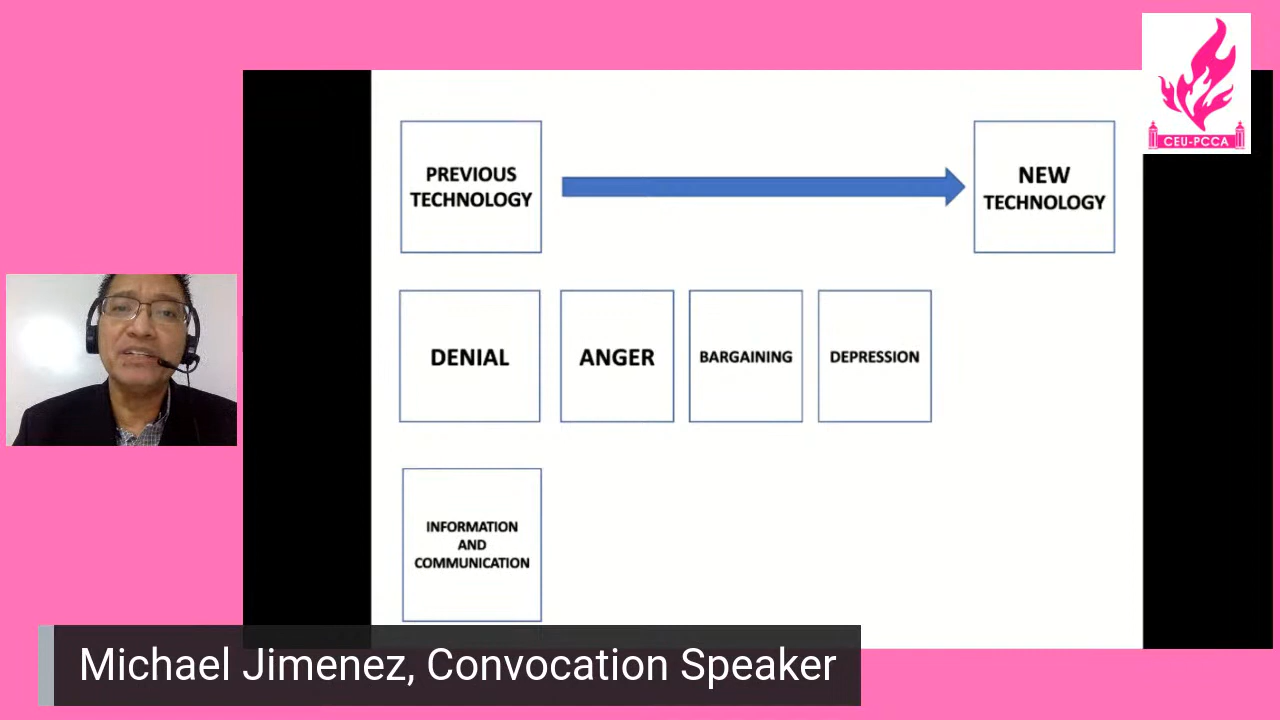 CEU-PCCA
PREVIOUS
TECHNOLOGY
NEW
TECHNOLOGY
DENIAL
ANGER
BARGAINING
DEPRESSION
INFORMATION
AND
COMMUNICATION
Michael Jimenez, Convocation Speaker